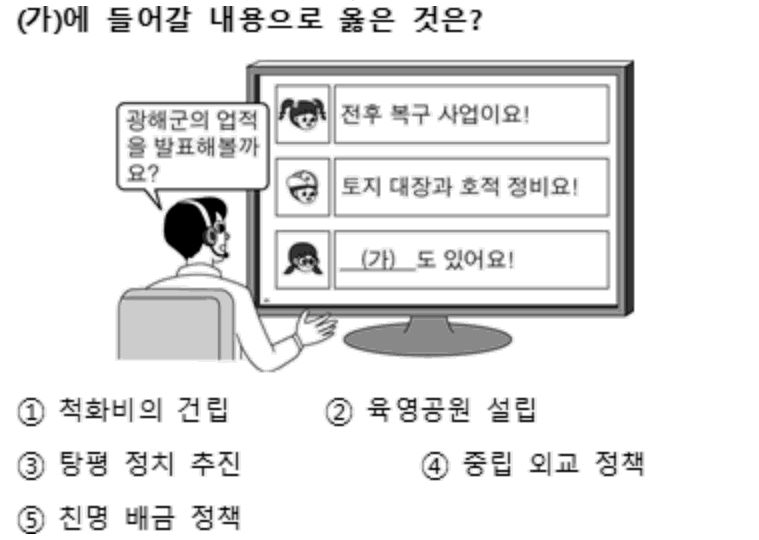 (가)에 들어갈 내용으로 옳은 것은?
광해군의 업적
을 발표해볼까
요?
전후 복구 사업이요!
토지 대장과 호적 정비요!
(가) 도 있어요!
① 척화비의 건립 ② 육영공원 설립
③ 탕평 정치 추진 ④ 중립 외교 정책
⑤ 친명 배금 정책